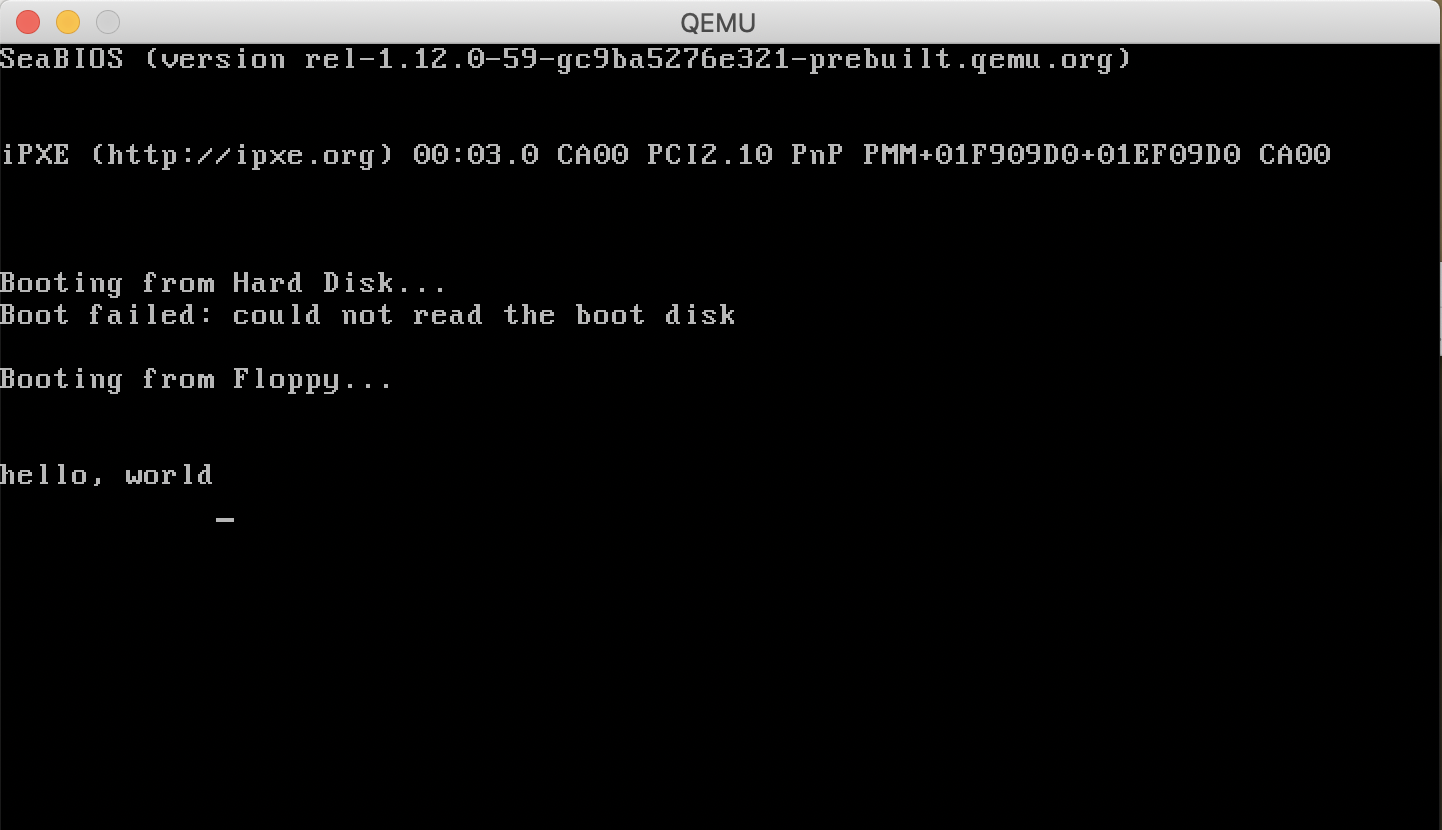 QEMU
SeaBIOS (version rel-1.12.0-59-gc9ba5276e321-prebuilt.qemu.org)
iPXE (http://ipxe.org) 00:03.0 CA00 PCI2.10 PnP PMM+01F909D0+01EF09D0 CA00
Booting from Hard Disk...
Boot failed: could not read the boot disk
Booting from Floppy...
hello, world